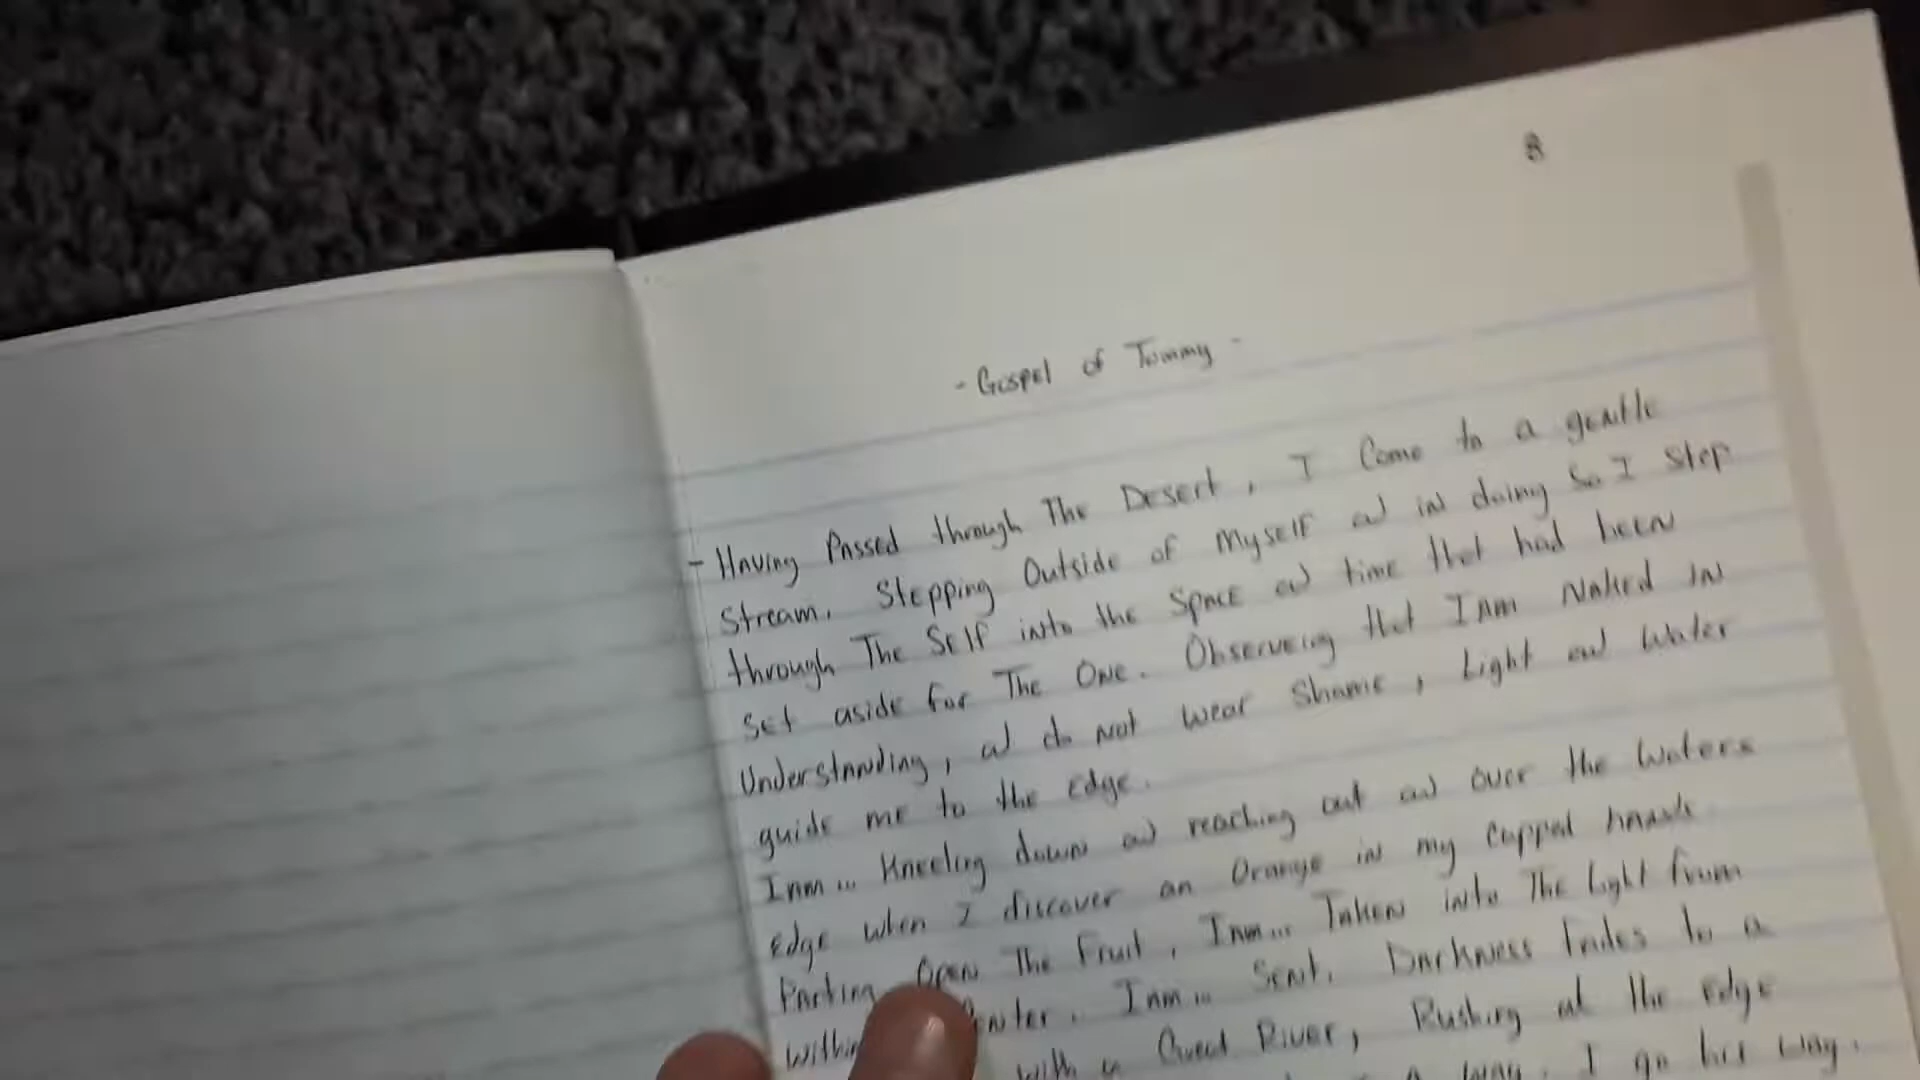 8
- Gospel of Tommy -
- Having Passed through The Desert, I Come to a gentle
Stream. Stepping Outside of Myself and in doing So I Step
through The Self into the Space and time that had been
Set aside for The One. Observeing that I Am Naked in
Understanding, and do not wear Shame, Light and Water
guide me to the Edge.
I Am... Kneeling down and reaching out and over the Waters
Edge when I discover an Orange in my Cupped hands
Parting Open The Fruit, I Am... Taken into The Light from
within Center. I Am... Sent. Darkness fades to a
with a Great River, Rushing at the Edge
a way. I go his Way.